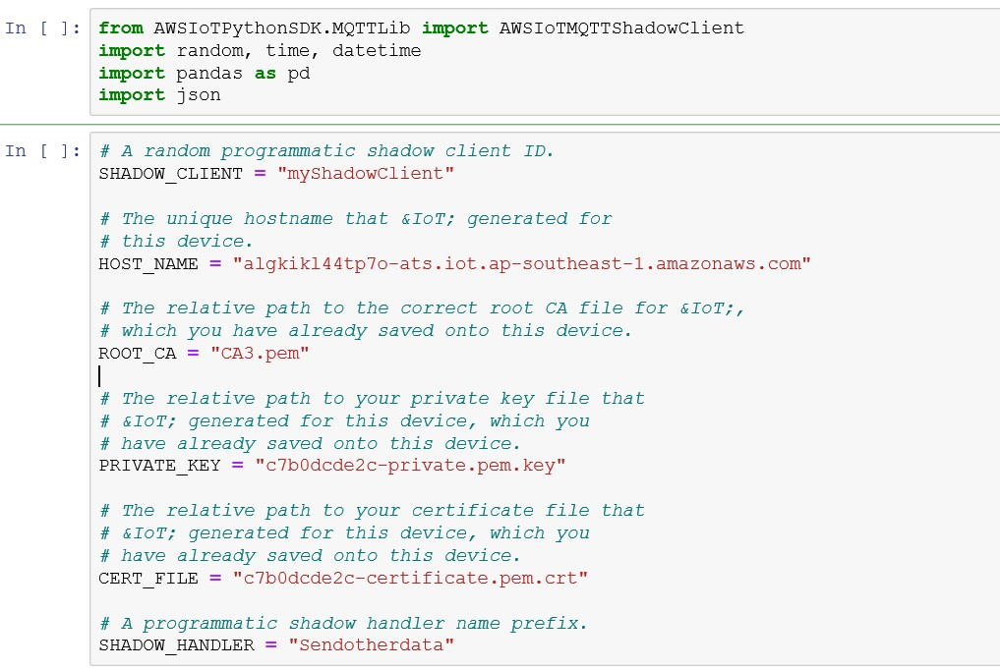 In [ ]: from AWSIoTPythonSDK.MQTTLib import AWSIoTMQTTShadowClient
import random, time, datetime
import pandas as pd
import json
In [ ]: # A random programmatic shadow client ID.
SHADOW_CLIENT = "myShadowClient"
# The unique hostname that &IoT; generated for
# this device.
HOST_NAME = "algkikl44tp7o-ats.iot.ap-southeast-1.amazonaws.com"
# The relative path to the correct root CA file for &IoT;,
# which you have already saved onto this device.
ROOT_CA = "CA3.pem"
# The relative path to your private key file that
# &IoT; generated for this device, which you
# have already saved onto this device.
PRIVATE_KEY = "c7b0dcde2c-private.pem.key"
# The relative path to your certificate file that
# &IoT; generated for this device, which you
# have already saved onto this device.
CERT_FILE = "c7b0dcde2c-certificate.pem.crt"
# A programmatic shadow handler name prefix.
SHADOW_HANDLER = "Sendotherdata"